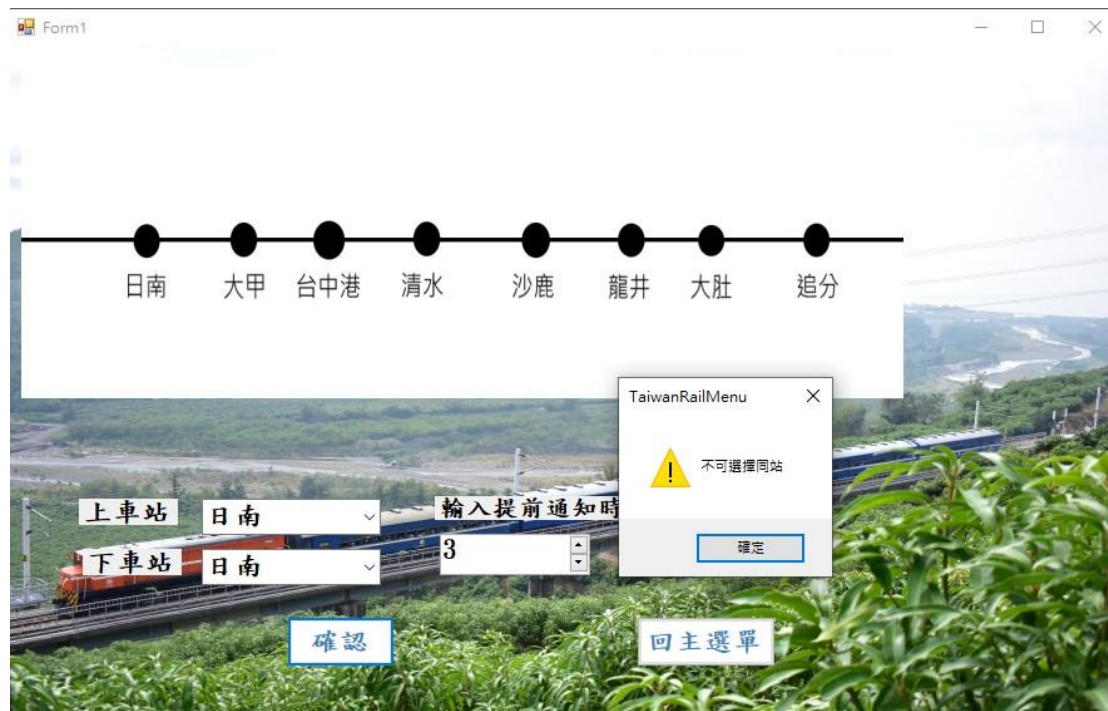 Form1
日南 大甲 台中港 清水 沙鹿 龍井 大肚 追分
TaiwanRailMenu
不可選擇同站
確定
上車站 日南 輸入提前通知時
下車站 日南 3
確認 回主選單